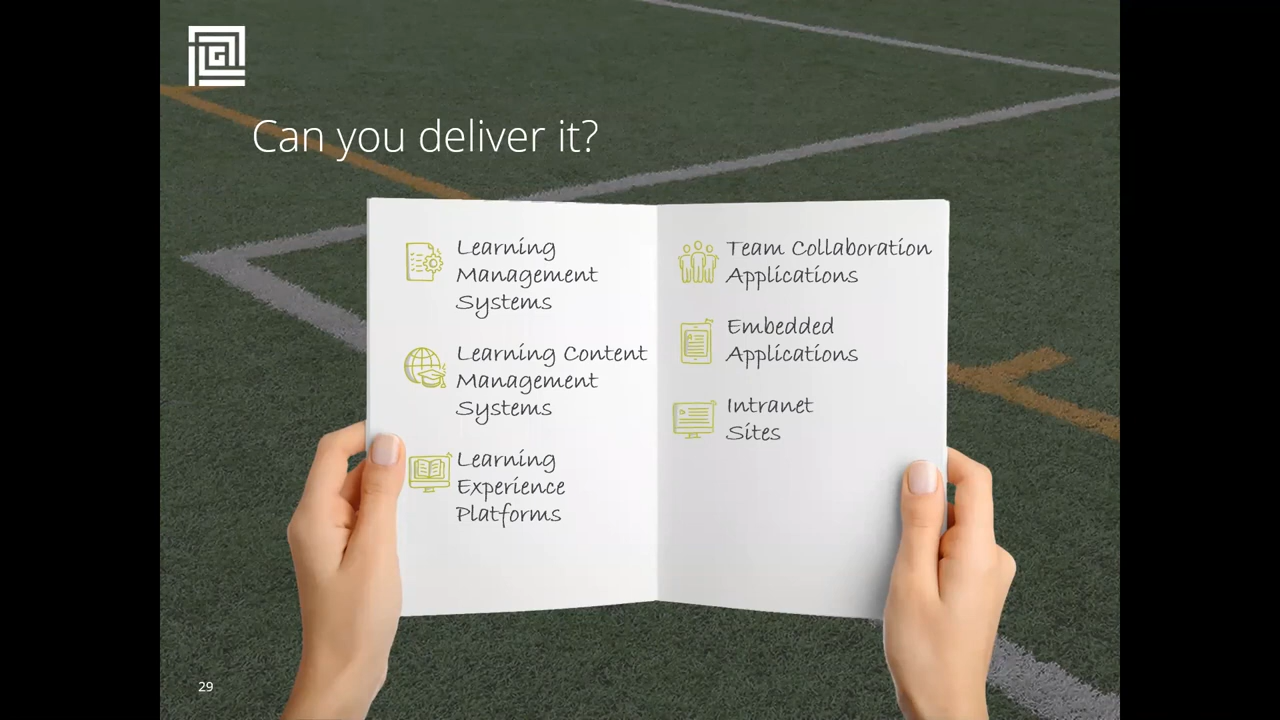 Can you deliver it?
Learning
Management
Systems
Learning Content
Management
Systems
Learning
Experience
Platforms
Team Collaboration
Applications
Embedded
Applications
Intranet
Sites
29